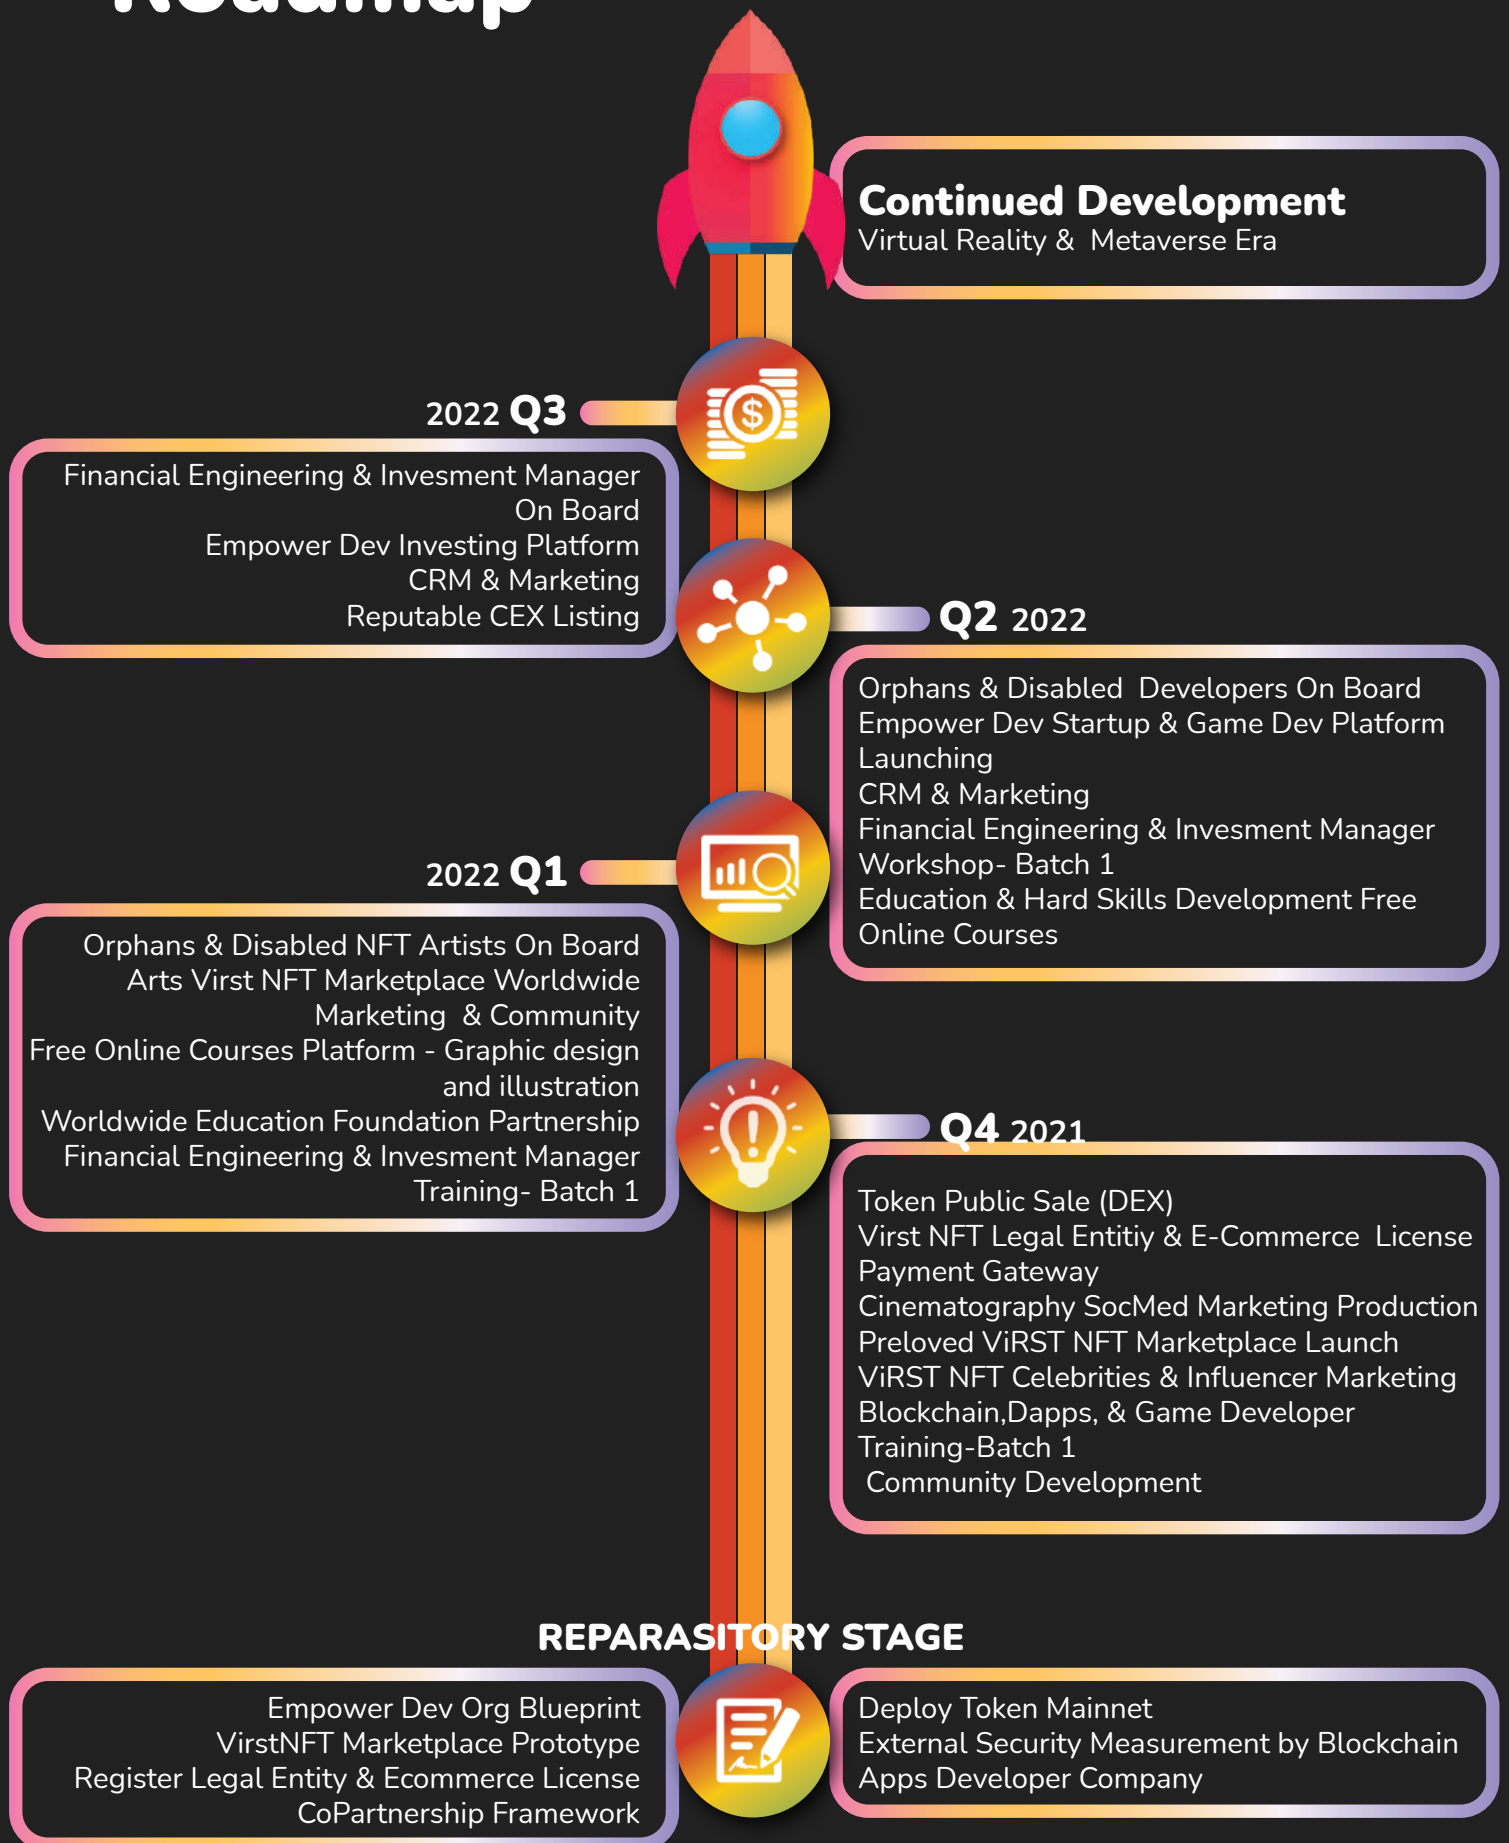 Roadmap
Continued Development
Virtual Reality &  Metaverse Era
2022 Q3
Financial Engineering & Invesment Manager
On Board
Empower Dev Investing Platform
CRM & Marketing
Reputable CEX Listing
Q2 2022
Orphans & Disabled  Developers On Board
Empower Dev Startup & Game Dev Platform
Launching
CRM & Marketing
Financial Engineering & Invesment Manager
Workshop- Batch 1
Education & Hard Skills Development Free
Online Courses
2022 Q1
Orphans & Disabled NFT Artists On Board
Arts Virst NFT Marketplace Worldwide
Marketing  & Community
Free Online Courses Platform - Graphic design
and illustration
Worldwide Education Foundation Partnership
Financial Engineering & Invesment Manager
Training- Batch 1
Q4 2021
Token Public Sale (DEX)
Virst NFT Legal Entitiy & E-Commerce  License
Payment Gateway
Cinematography SocMed Marketing Production
Preloved ViRST NFT Marketplace Launch
ViRST NFT Celebrities & Influencer Marketing
Blockchain,Dapps, & Game Developer
Training-Batch 1
Community Development
REPARASITORY STAGE
Empower Dev Org Blueprint
VirstNFT Marketplace Prototype
Register Legal Entity & Ecommerce License
CoPartnership Framework
Deploy Token Mainnet
External Security Measurement by Blockchain
Apps Developer Company